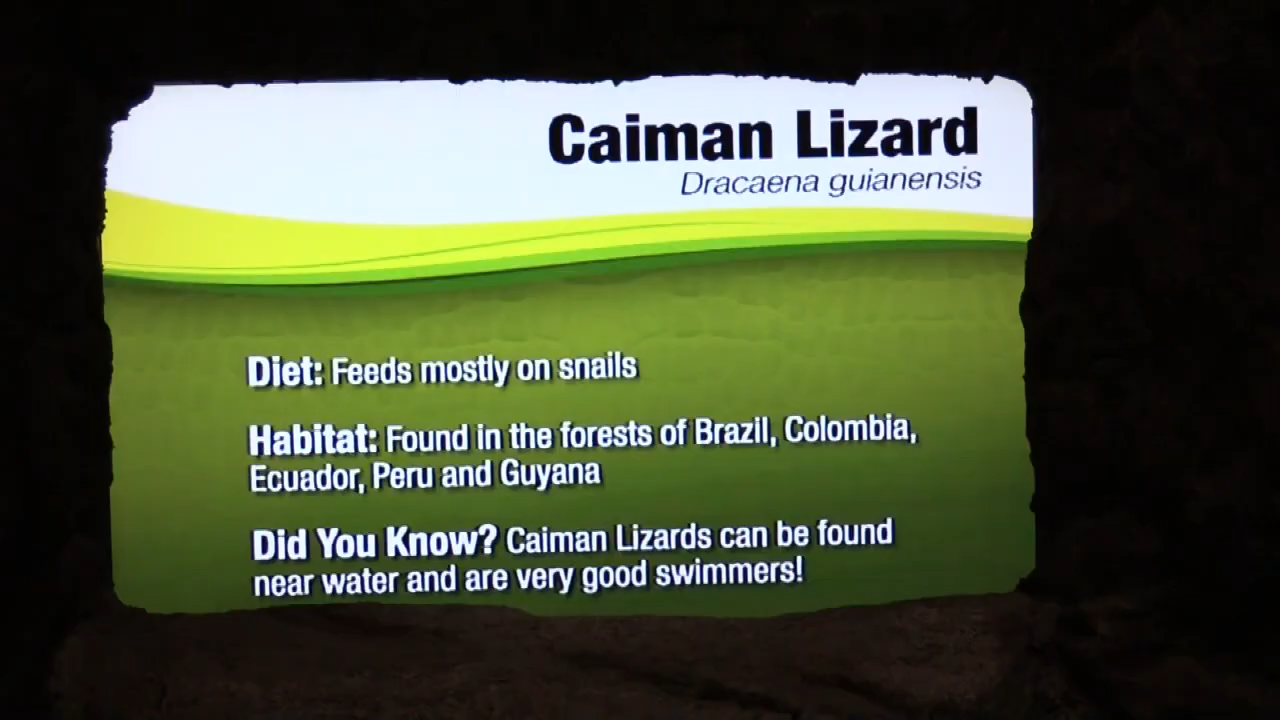 Caiman Lizard
Dracaena guianensis
Diet: Feeds mostly on snails
Habitat: Found in the forests of Brazil, Colombia,
Ecuador, Peru and Guyana
Did You Know? Caiman Lizards can be found
near water and are very good swimmers!